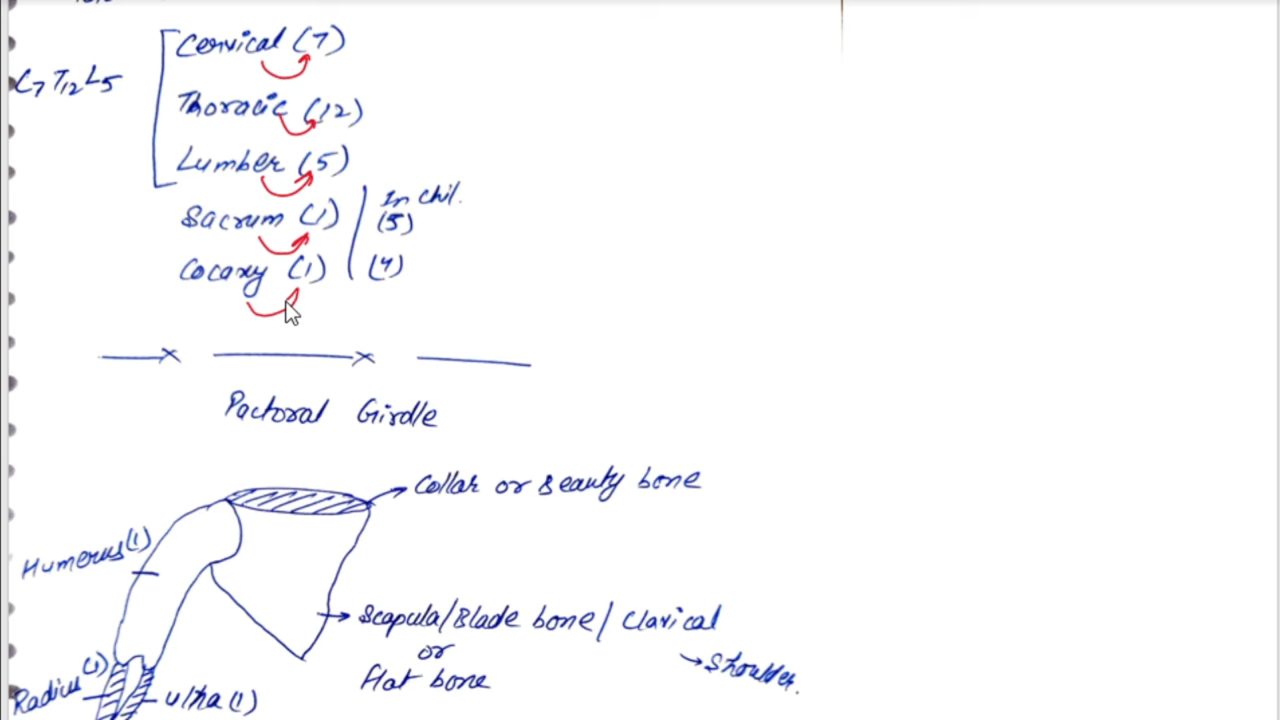 Cervical (7)
C7 T12 L5
Thoracic (12)
Lumber (5)
In chil.
Sacrum (1) (5)
Cocaxy (1) (4)
Pactoral Girdle
Collar or Beauty bone
Humerus (1)
Scapula/Blade bone/Clavical
or
→ Shoulder.
flat bone
Radius (1)
ulna (1)